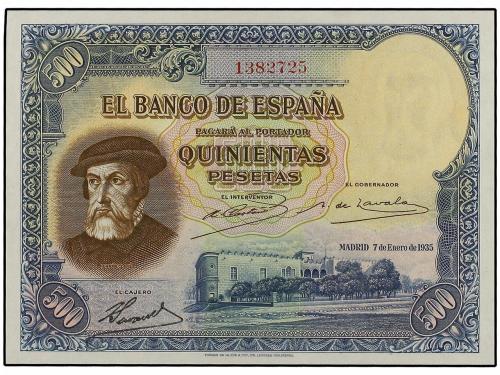 500
1382725
EL BANCO DE ESPAÑA
PAGARÁ AL PORTADOR
QUINIENTAS
PESETAS
EL INTERVENTOR
EL GOBERNADOR
MADRID 7 de Enero de 1935
EL CAJERO
500
500